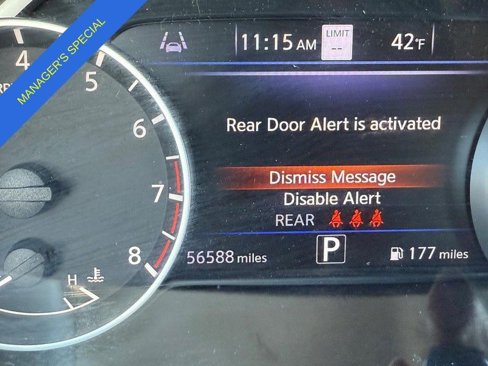 MANAGER'S SPECIAL
11:15 AM
LIMIT
--
42°F
Rear Door Alert is activated
Dismiss Message
Disable Alert
REAR
56588 miles
P
177 miles
4
5
6
7
8
H